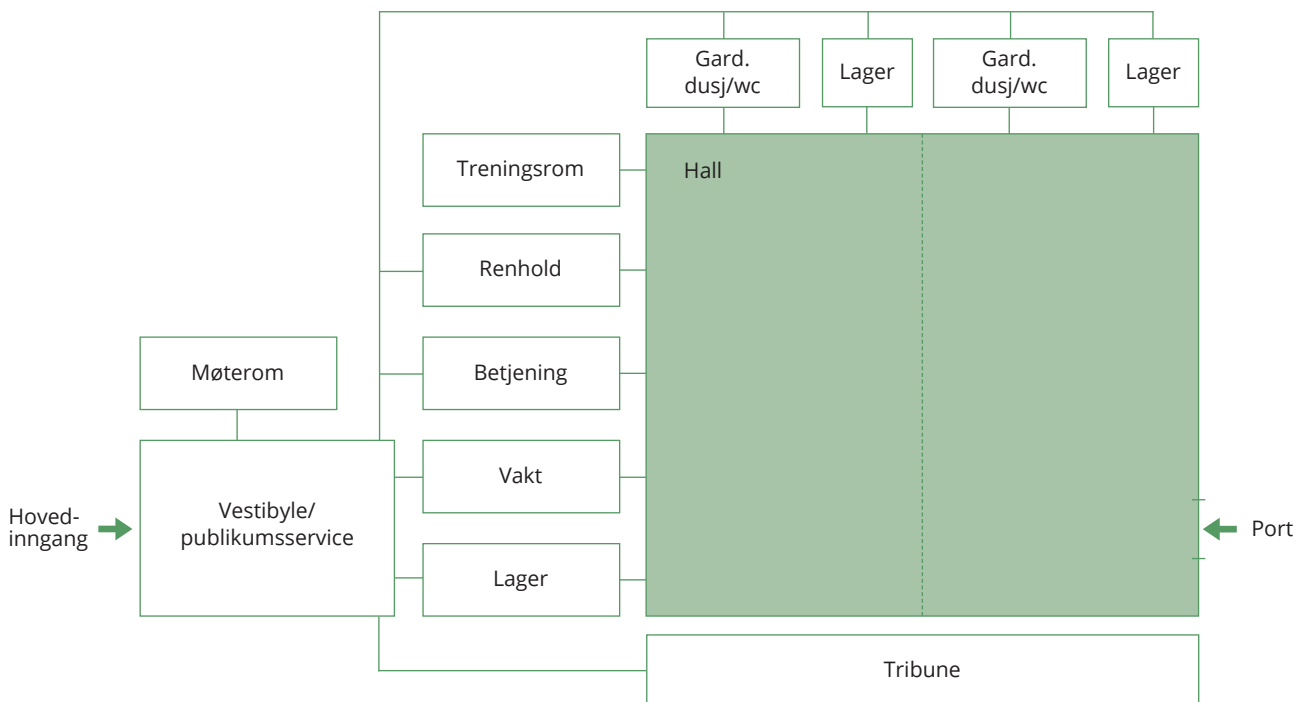 Gard.
dusj/wc
Lager
Gard.
dusj/wc
Lager
Treningsrom
Hall
Renhold
Møterom
Betjening
Vakt
Hoved-
inngang
Vestibyle/
publikumsservice
Port
Lager
Tribune